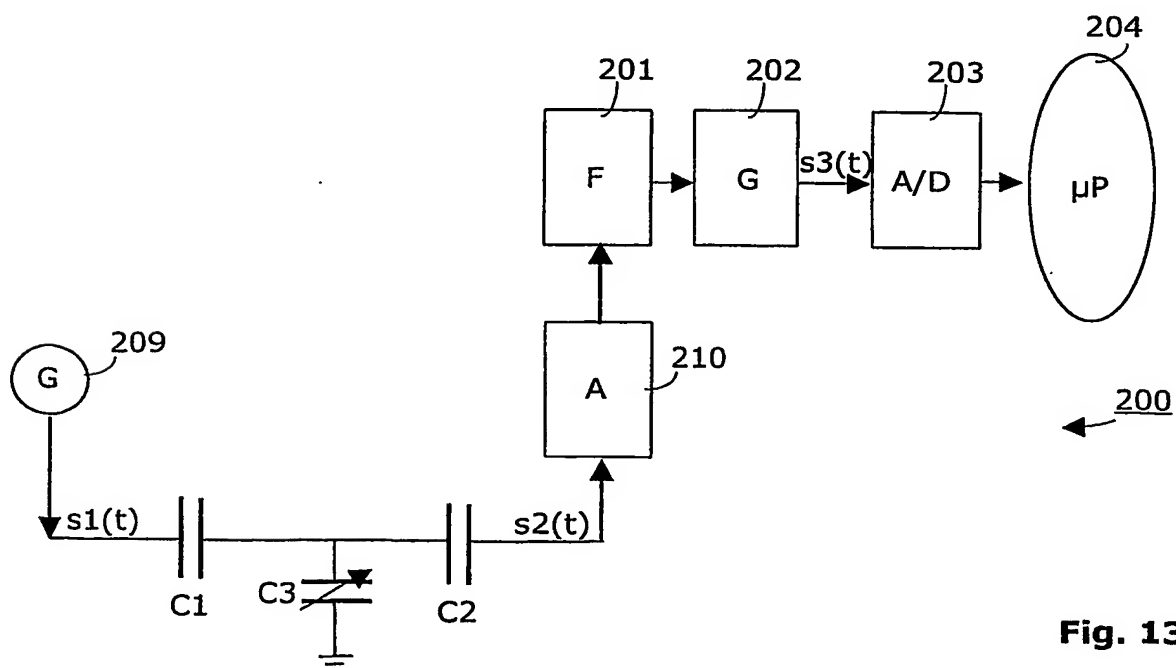 204
201
202
203
F
G
s3(t)
A/D
µP
209
G
A
210
200
s1(t)
s2(t)
C3
C1
C2
Fig. 13